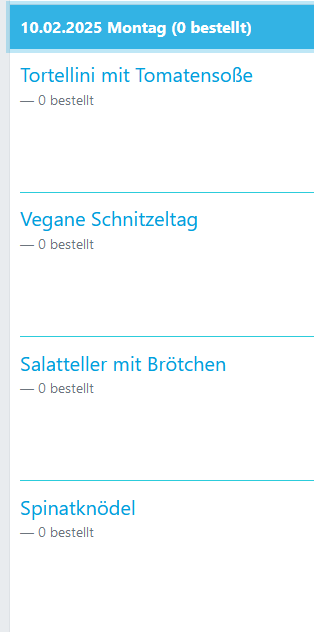 10.02.2025 Montag (0 bestellt)
Tortellini mit Tomatensoße
— 0 bestellt
Vegane Schnitzeltag
— 0 bestellt
Salatteller mit Brötchen
— 0 bestellt
Spinatknödel
— 0 bestellt